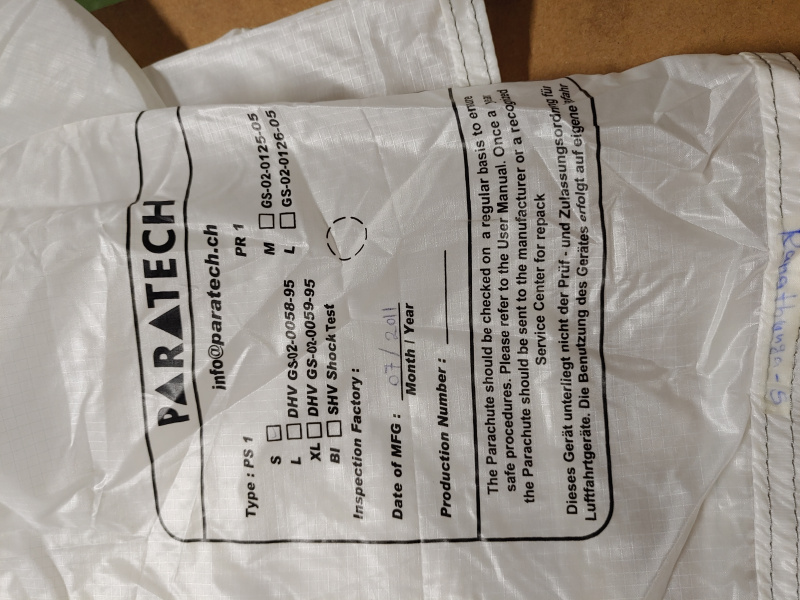 PARATECH
info@paratech.ch
Type : PS 1 PR 1
S M GS-02-0125-05
L DHV GS-02-0058-95 L GS-02-0126-05
XL DHV GS-02-0059-95
BI SHV ShockTest
Inspection Factory :
Date of MFG : 07/2011
Month / Year
Production Number :
The Parachute should be checked on a regular basis to
safe procedures. Please refer to the User Manual. Once a
the Parachute should be sent to the manufacturer or a
Service Center for repack
Dieses Gerät unterliegt nicht der Prüf - und Zulassungsordnung für
Luftfahrtgeräte. Die Benutzung des Gerätes erfolgt auf eigene